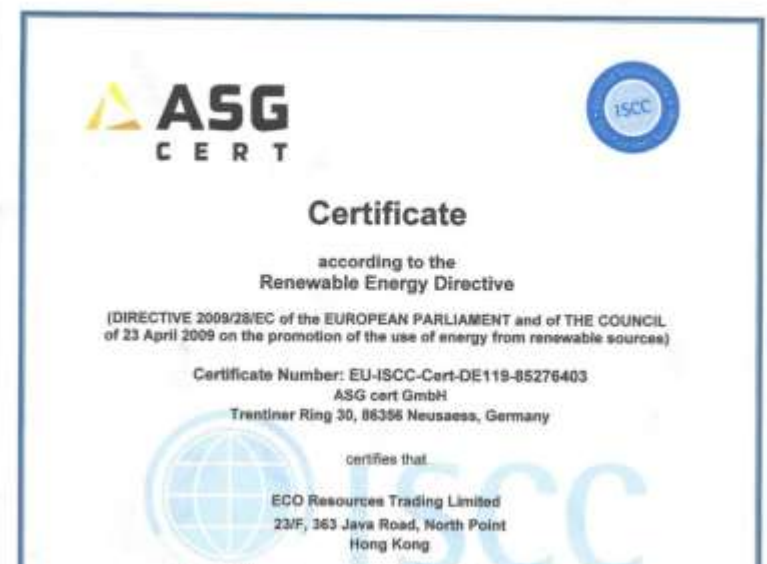 ASG
CERT
ISCC
Certificate
according to the
Renewable Energy Directive
(DIRECTIVE 2009/28/EC of the EUROPEAN PARLIAMENT and of THE COUNCIL
of 23 April 2009 on the promotion of the use of energy from renewable sources)
Certificate Number: EU-ISCC-Cert-DE119-85276403
ASG cert GmbH
Trentiner Ring 30, 86356 Neusaess, Germany
certifies that
ECO Resources Trading Limited
23/F, 363 Java Road, North Point
Hong Kong
ISCC